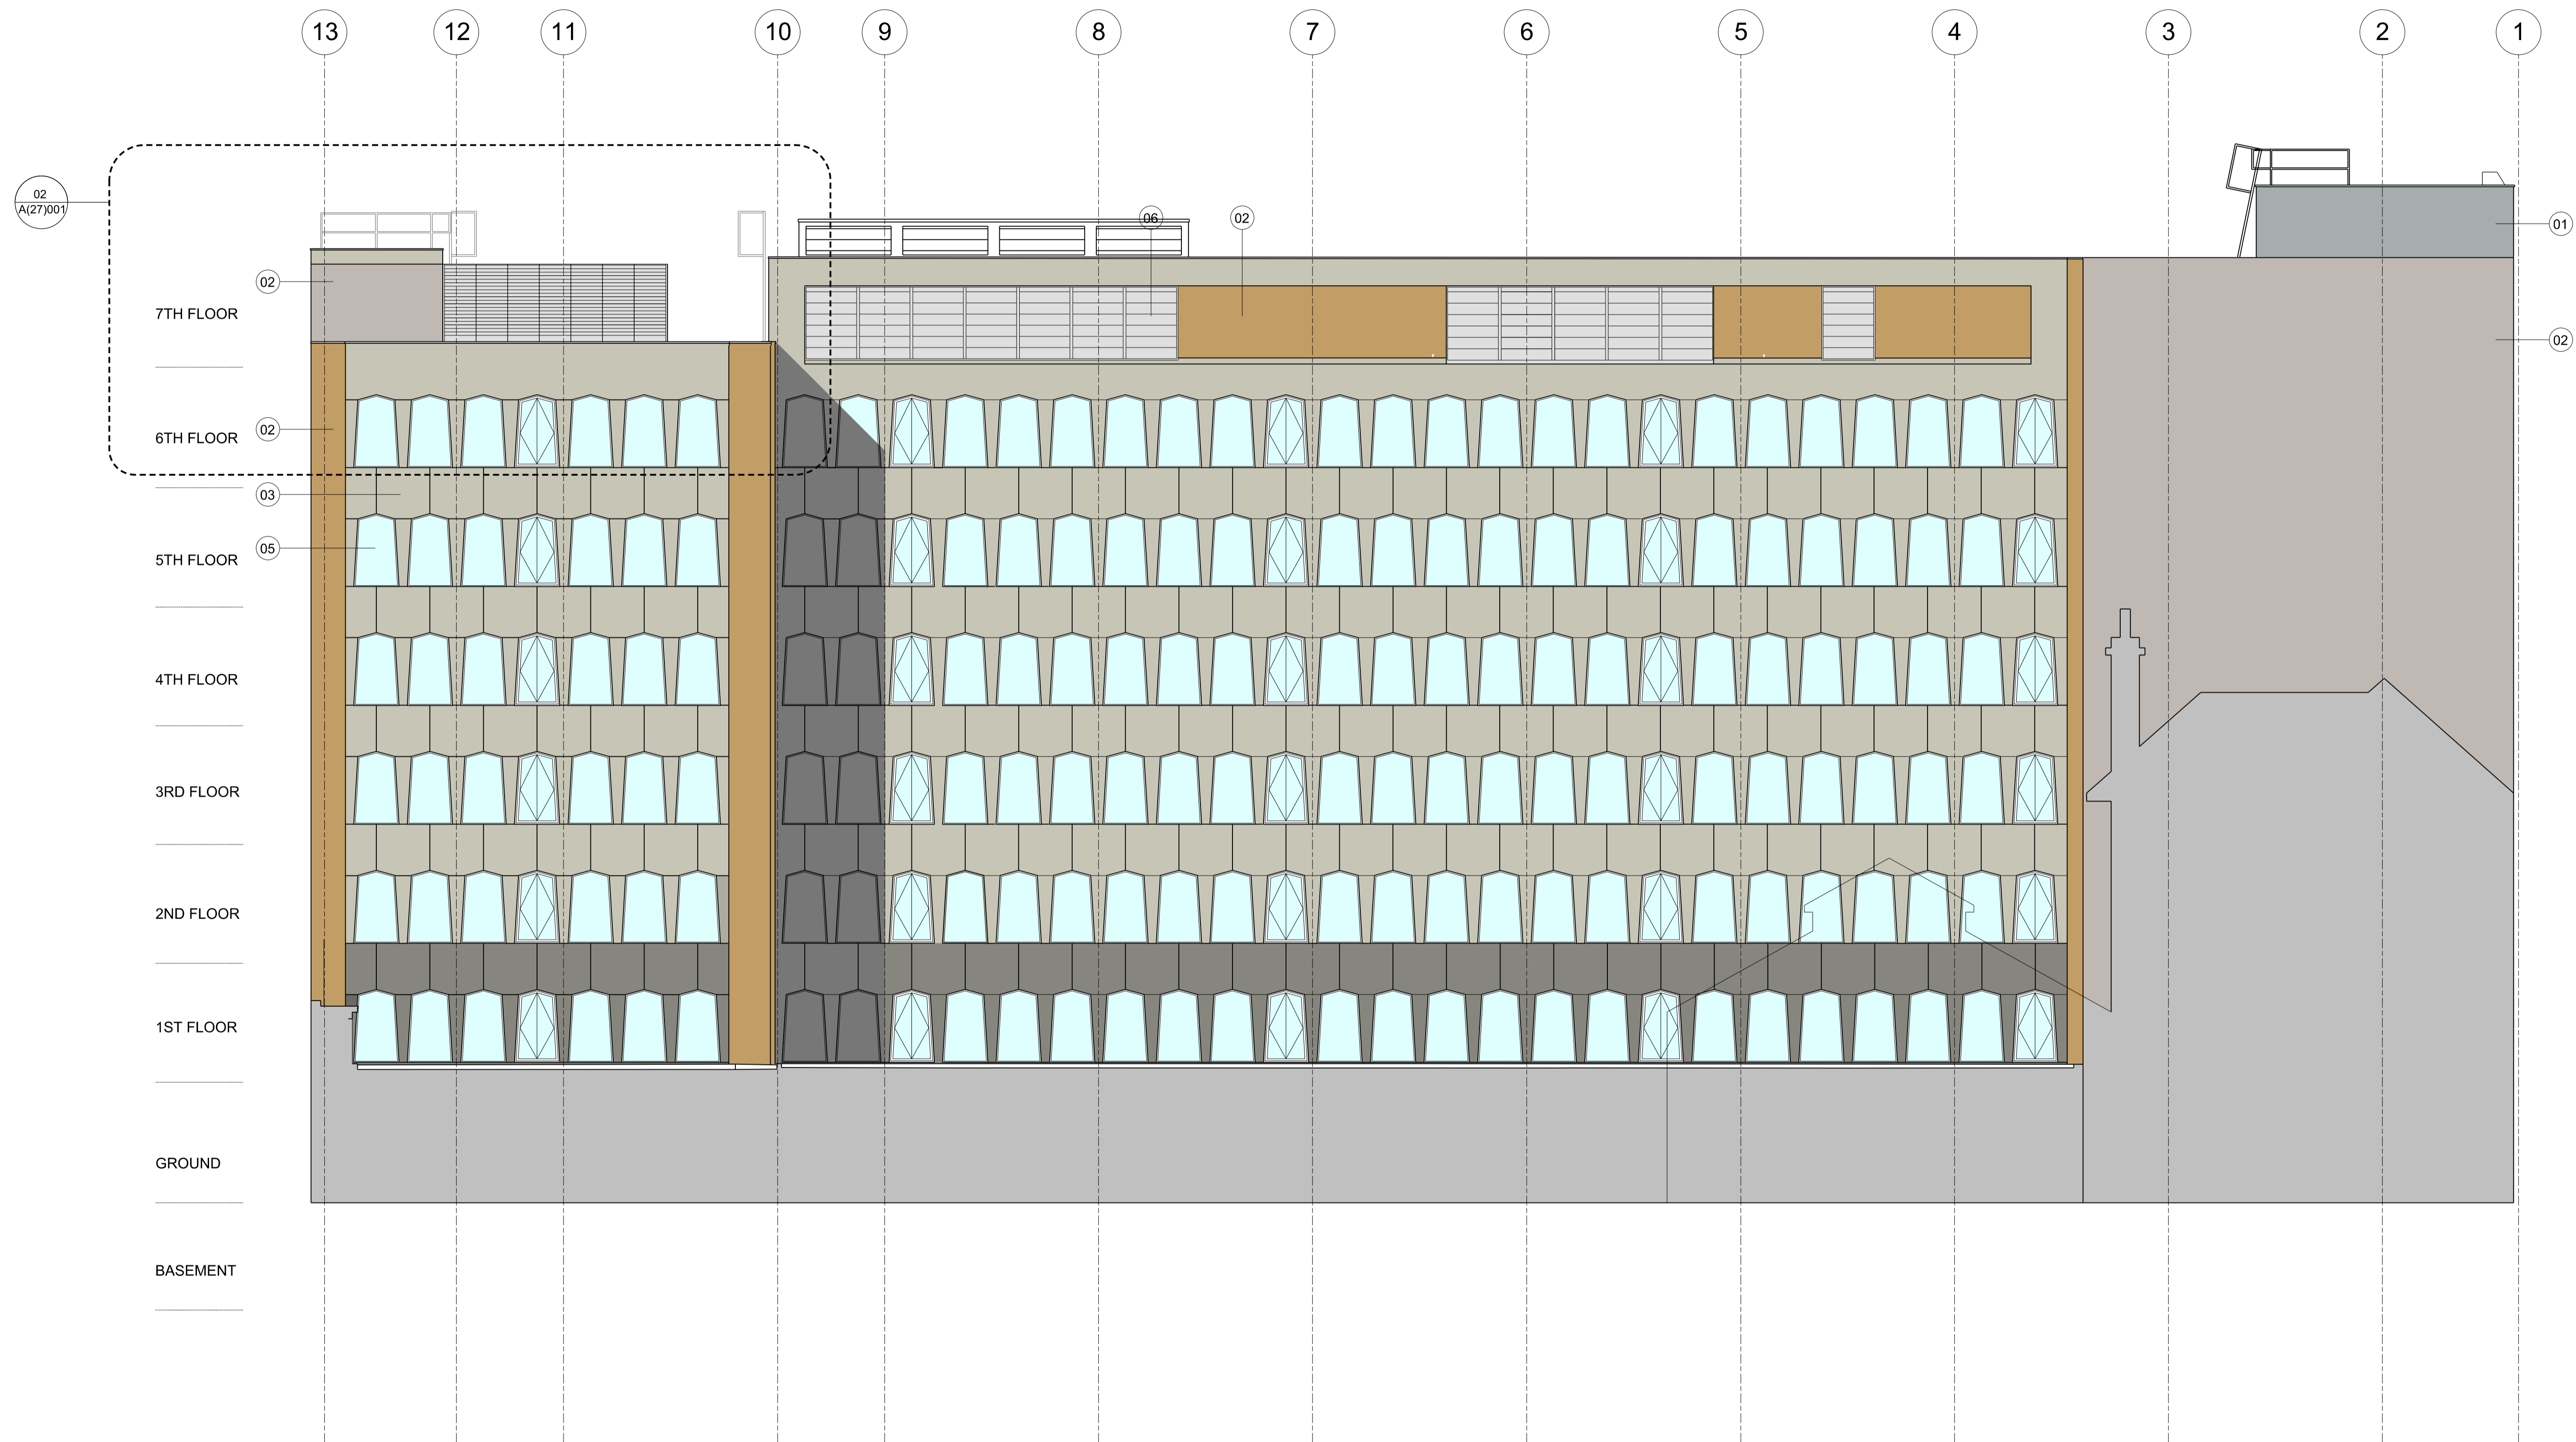 13 12 11 10 9 8 7 6 5 4 3 2 1
02
A(27)001
06 02
01
02
7TH FLOOR
02
02
6TH FLOOR
03
05
5TH FLOOR
4TH FLOOR
3RD FLOOR
2ND FLOOR
1ST FLOOR
GROUND
BASEMENT